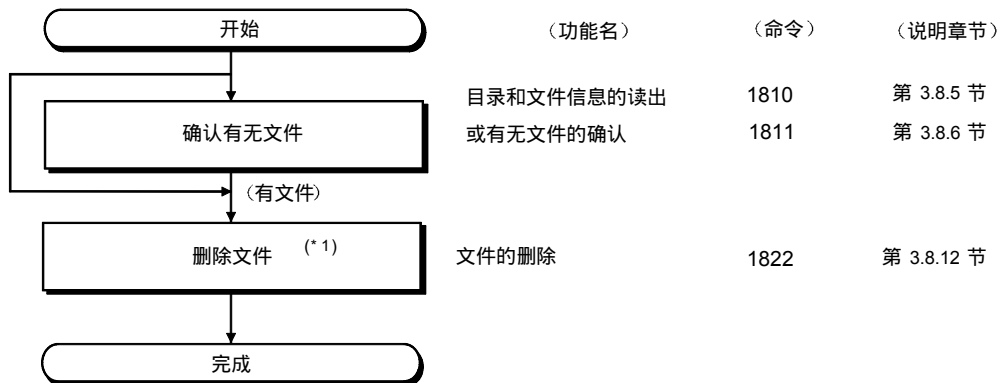 开始 （功能名） （命令） （说明章节）
目录和文件信息的读出 1810 第 3.8.5 节
确认有无文件 或有无文件的确认 1811 第 3.8.6 节
（有文件）
删除文件 (* 1) 文件的删除 1822 第 3.8.12 节
完成